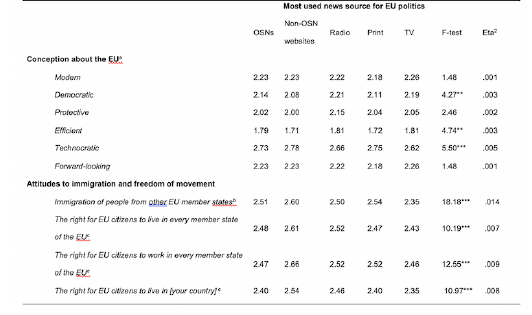 Most used news source for EU politics
OSNs Non-OSN websites Radio Print TV F-test Eta²
Conception about the EUᵃ
Modern 2.23 2.23 2.22 2.18 2.26 1.48 .001
Democratic 2.14 2.08 2.21 2.11 2.19 4.27** .003
Protective 2.02 2.00 2.15 2.04 2.05 2.46 .002
Efficient 1.79 1.71 1.81 1.72 1.81 4.74** .003
Technocratic 2.73 2.78 2.66 2.75 2.62 5.50*** .005
Forward-looking 2.23 2.23 2.22 2.18 2.26 1.48 .001
Attitudes to immigration and freedom of movement
Immigration of people from other EU member statesᵇ 2.51 2.60 2.50 2.54 2.35 18.18*** .014
The right for EU citizens to live in every member state
of the EUᶜ 2.48 2.61 2.52 2.47 2.43 10.19*** .007
The right for EU citizens to work in every member state
of the EUᶜ 2.47 2.66 2.52 2.52 2.46 12.55*** .009
The right for EU citizens to live in [your country]ᶜ 2.40 2.54 2.46 2.40 2.35 10.97*** .008